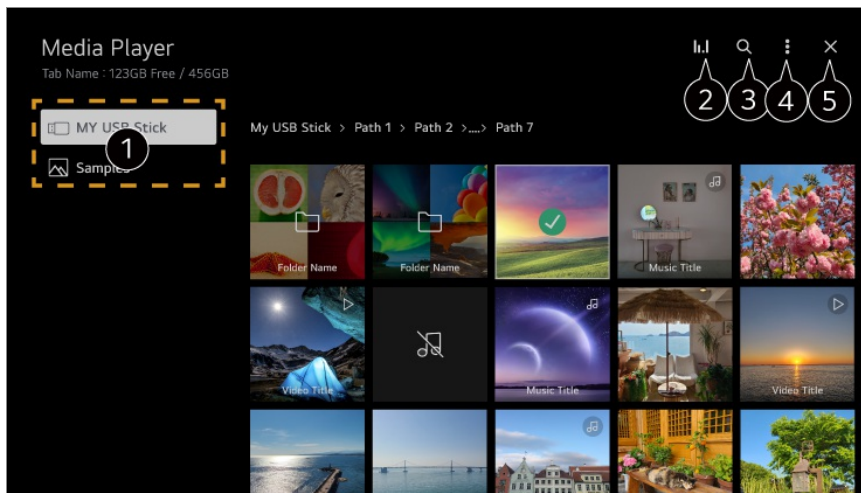 Media Player
Tab Name : 123GB Free / 456GB
2 3 4 5
MY USB Stick
1
Samples
My USB Stick > Path 1 > Path 2 >....> Path 7
Folder Name
Folder Name
Music Title
Video Title
Music Title
Video Title